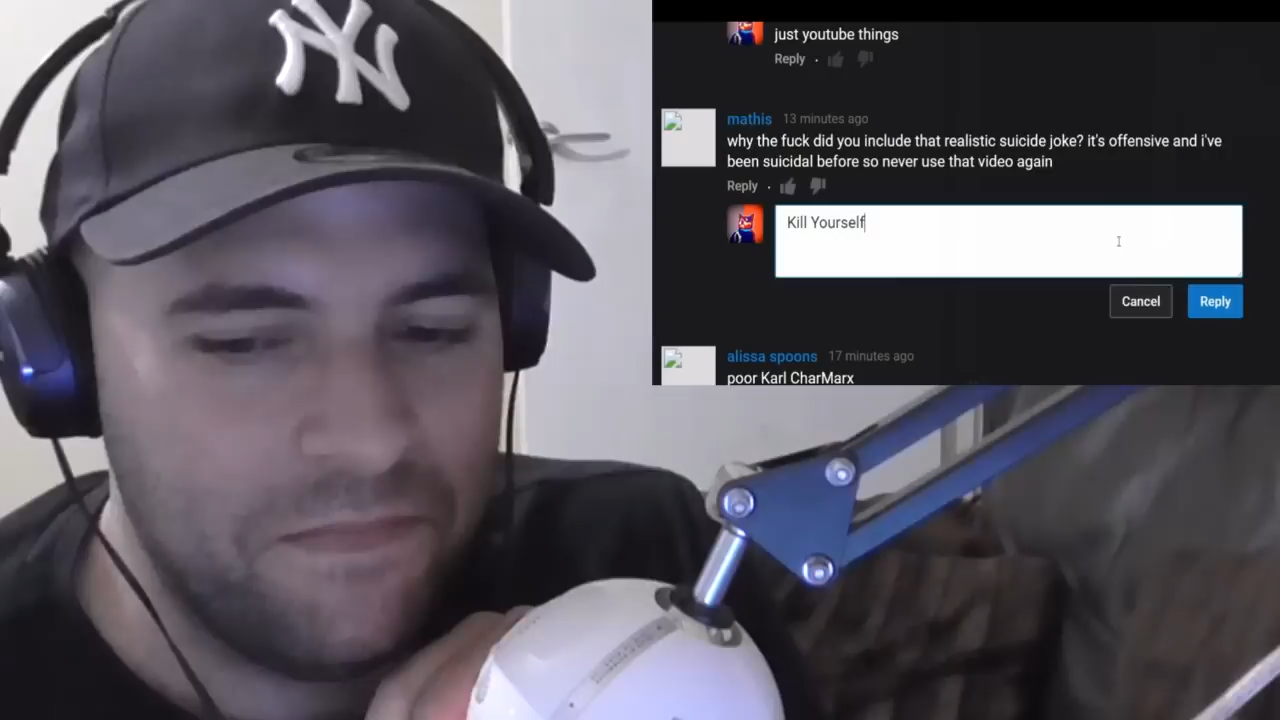 NY
just youtube things
Reply
mathis 13 minutes ago
why the fuck did you include that realistic suicide joke? it's offensive and i've
been suicidal before so never use that video again
Reply
Kill Yourself
Cancel Reply
alissa spoons 17 minutes ago
poor Karl CharMarx